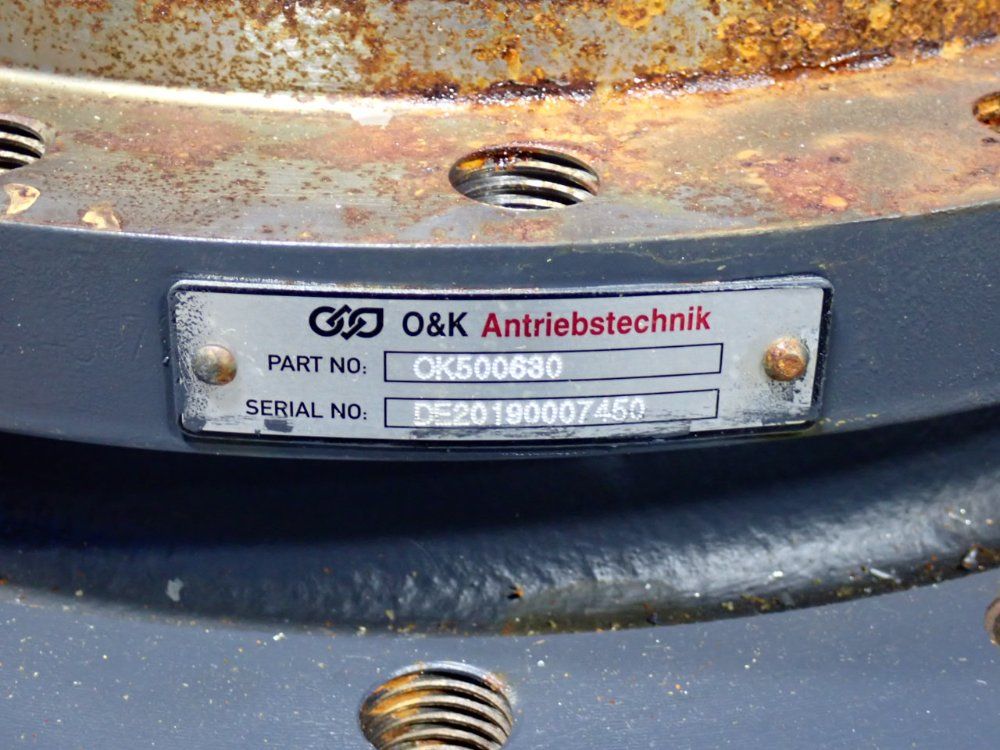 O&K Antriebstechnik
PART NO: OK500680
SERIAL NO: DE20190007450